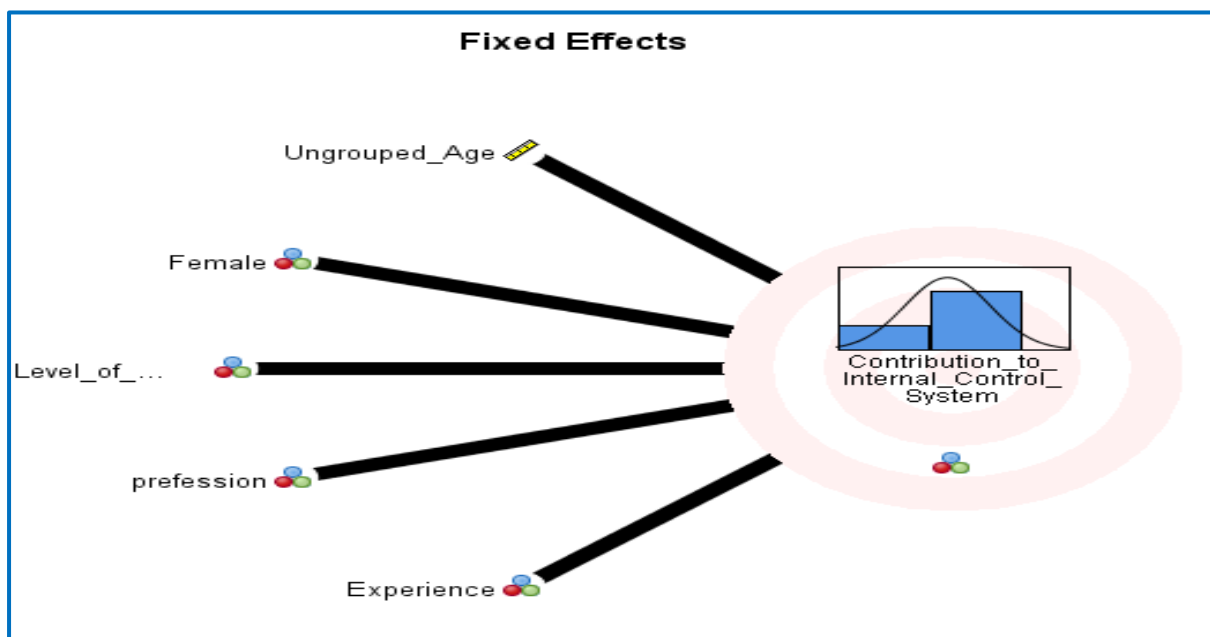 Fixed Effects
Ungrouped_Age
Female
Level_of_...
prefession
Experience
Contribution_to_
Internal_Control_
System